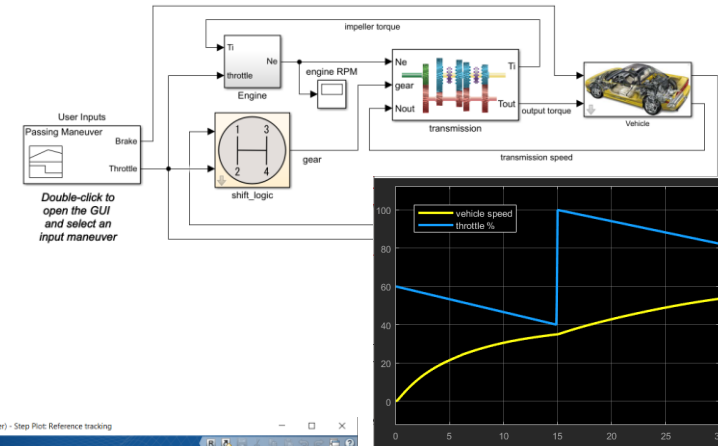 impeller torque
Ti
Ne
throttle
Engine
engine RPM
Ne
gear
Nout
Ti
Tout
transmission
output torque
Vehicle
transmission speed
User Inputs
Passing Maneuver
Brake
Throttle
Double-click to
open the GUI
and select an
input maneuver
1 3
2 4
shift_logic
gear
vehicle speed
throttle %
100
80
60
40
20
0
0 5 10 15 20 25
er) - Step Plot: Reference tracking